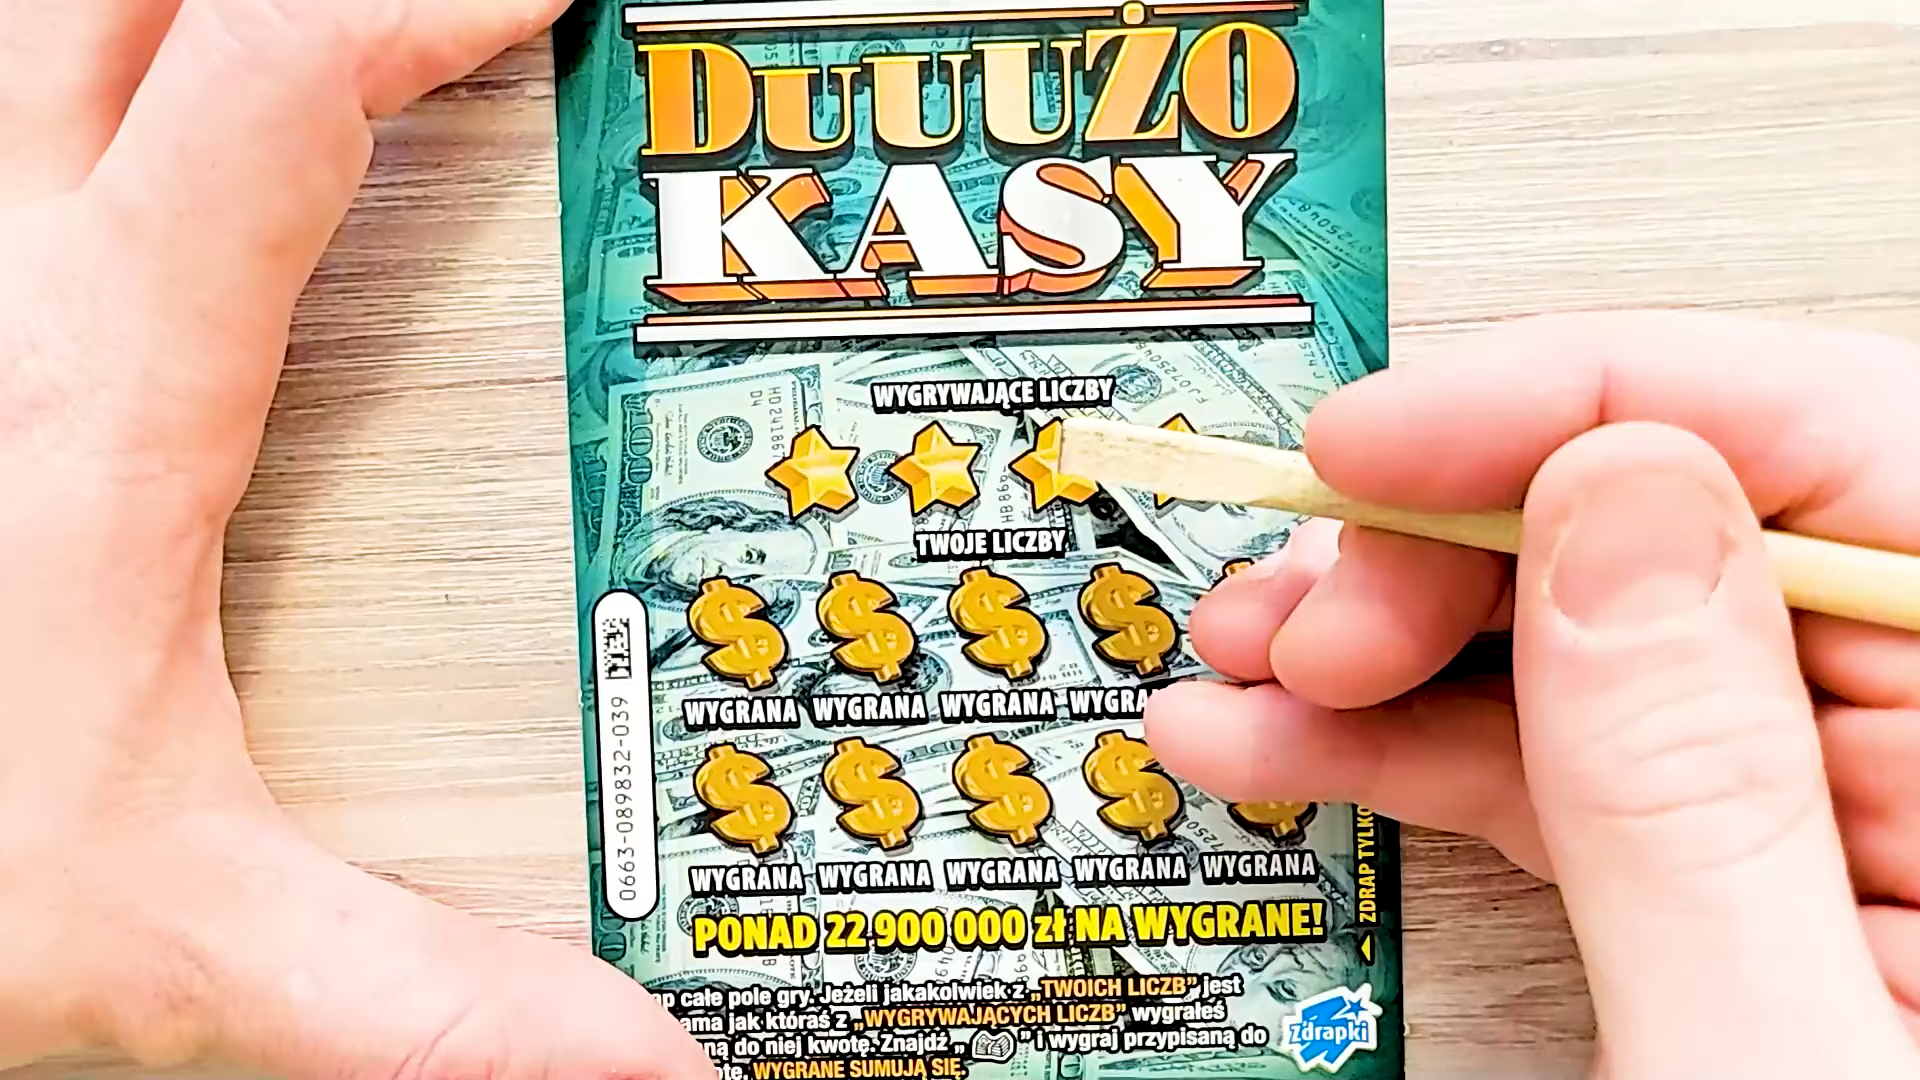 DUUUŻO
KASY
WYGRYWAJĄCE LICZBY
TWOJE LICZBY
WYGRANA WYGRANA WYGRANA
WYGRANA WYGRANA WYGRANA WYGRANA WYGRANA
PONAD 22 900 000 zł NA WYGRANE!
całe pole gry. Jeżeli jakakolwiek z „TWOICH LICZB” jest
jak któraś z „WYGRYWAJĄCYCH LICZB” wygrałeś
do niej kwotę. Znajdź „ ” i wygraj przypisaną do
WYGRANE SUMUJĄ SIĘ.
0663-089832-039
ZDRAP TYLKO
Zdrapki